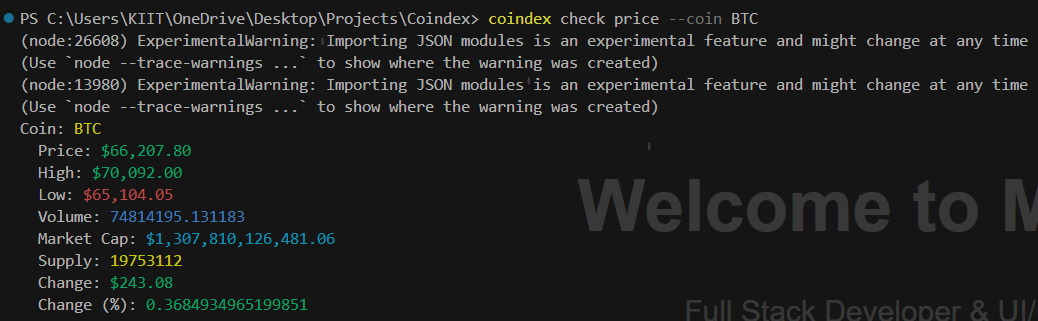 PS C:\Users\KIIT\OneDrive\Desktop\Projects\Coindex> coindex check price --coin BTC
(node:26608) ExperimentalWarning: Importing JSON modules is an experimental feature and might change at any time
(Use `node --trace-warnings ...` to show where the warning was created)
(node:13980) ExperimentalWarning: Importing JSON modules is an experimental feature and might change at any time
(Use `node --trace-warnings ...` to show where the warning was created)
Coin: BTC
Price: $66,207.80
High: $70,092.00
Low: $65,104.05
Volume: 74814195.131183
Market Cap: $1,307,810,126,481.06
Supply: 19753112
Change: $243.08
Change (%): 0.3684934965199851
Welcome to M
Full Stack Developer & UI/